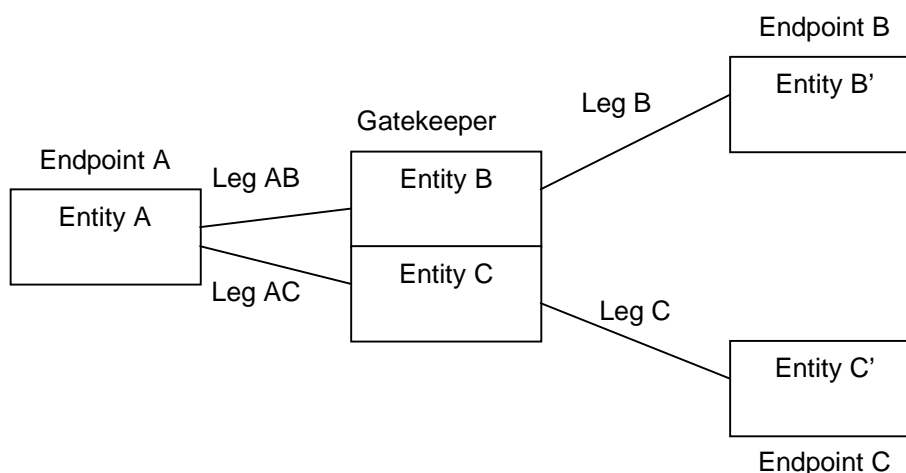 Endpoint B
Entity B’
Leg B
Gatekeeper
Endpoint A
Leg AB
Entity B
Entity A
Entity C
Leg AC
Leg C
Entity C’
Endpoint C